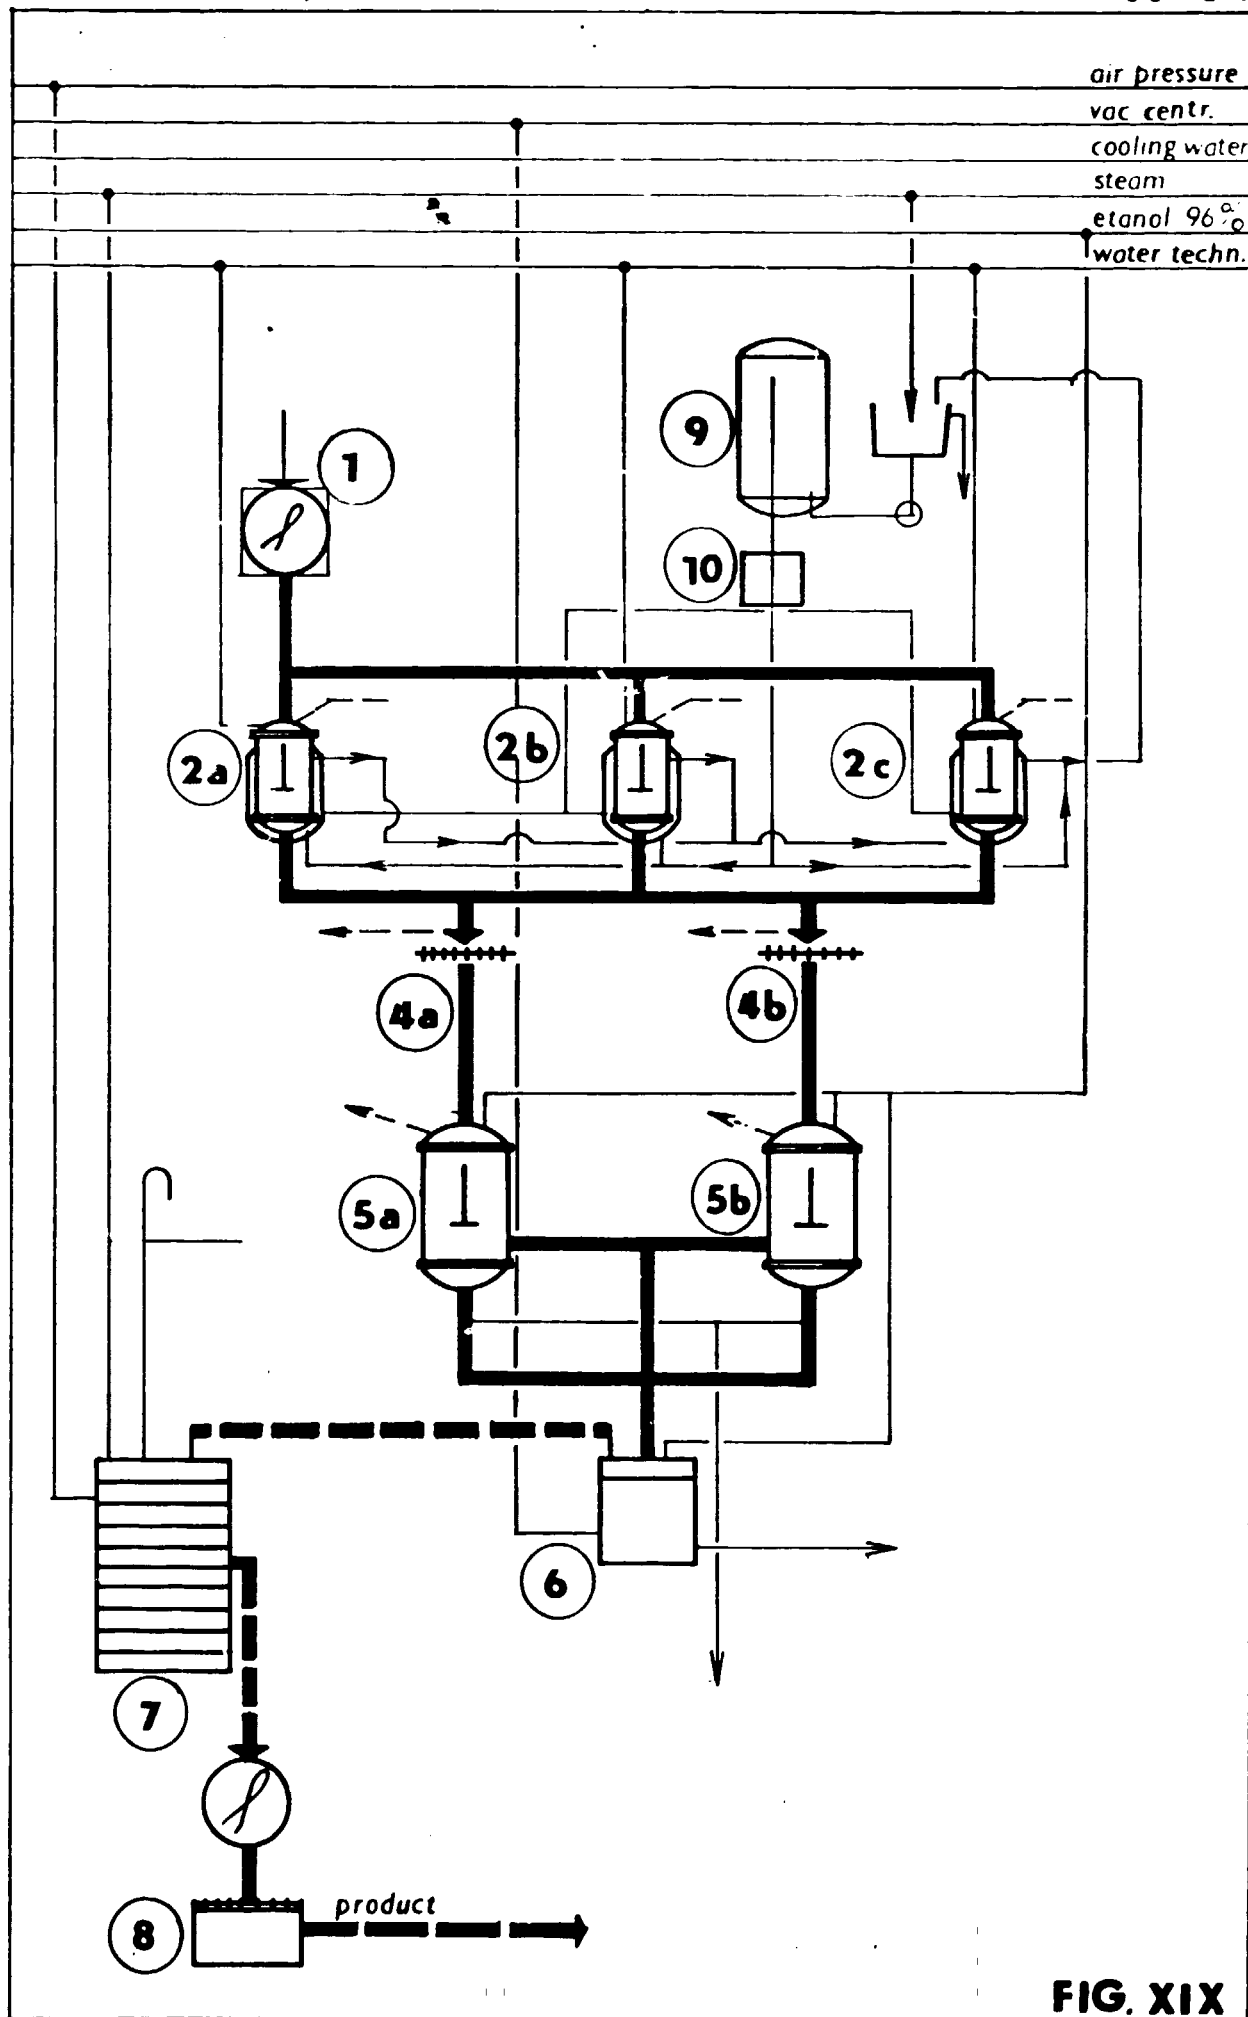 air pressure
vac centr.
cooling water
steam
etanol 96%
water techn.
1
9
10
2a
2b
2c
4a
4b
5a
5b
6
7
8
product
FIG. XIX